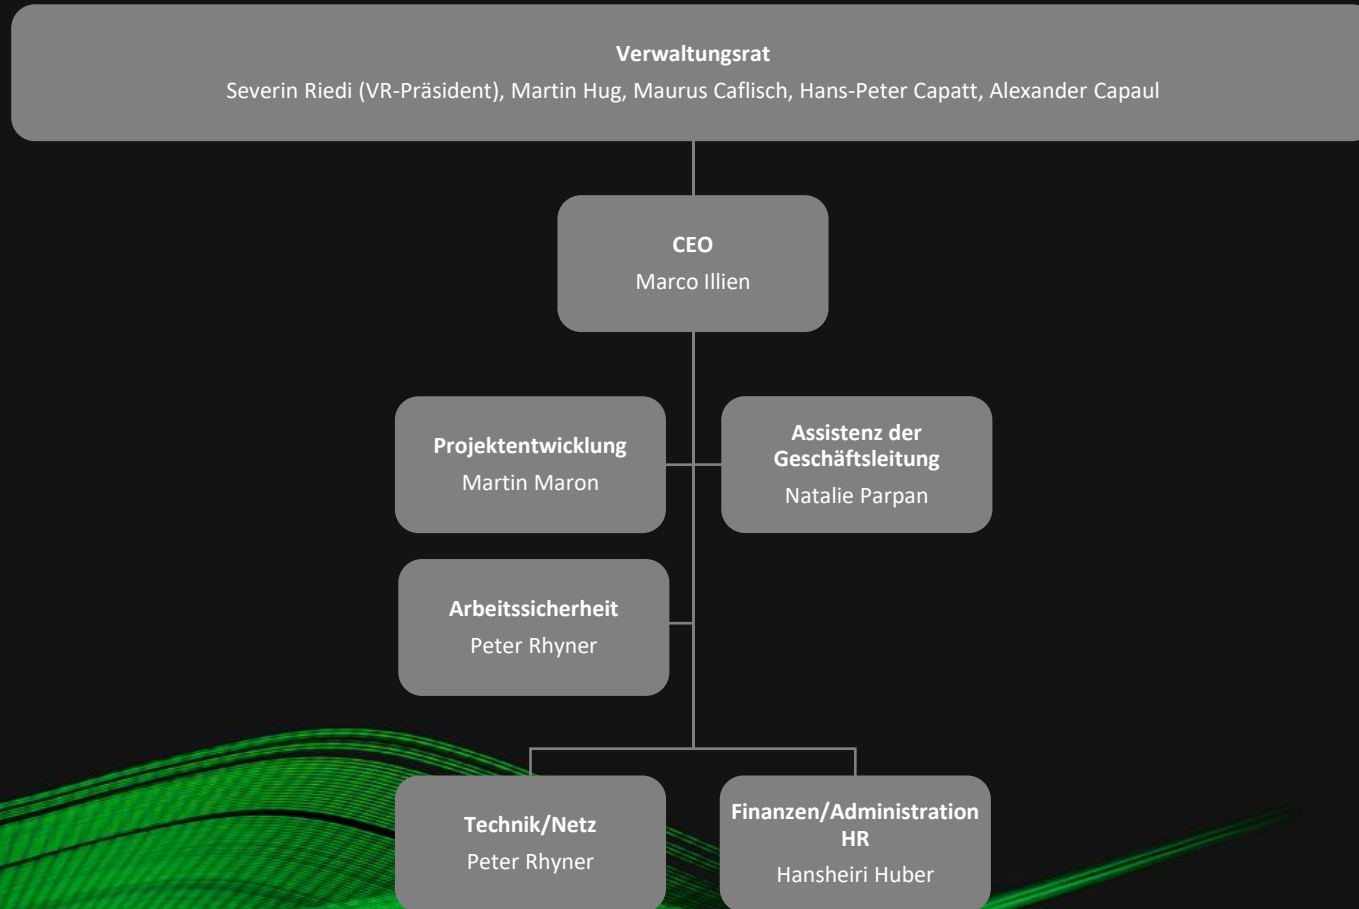 Verwaltungsrat
Severin Riedi (VR-Präsident), Martin Hug, Maurus Caflisch, Hans-Peter Capatt, Alexander Capaul
CEO
Marco Illien
Projektentwicklung
Martin Maron
Assistenz der
Geschäftsleitung
Natalie Parpan
Arbeitssicherheit
Peter Rhyner
Technik/Netz
Peter Rhyner
Finanzen/Administration
HR
Hansheiri Huber